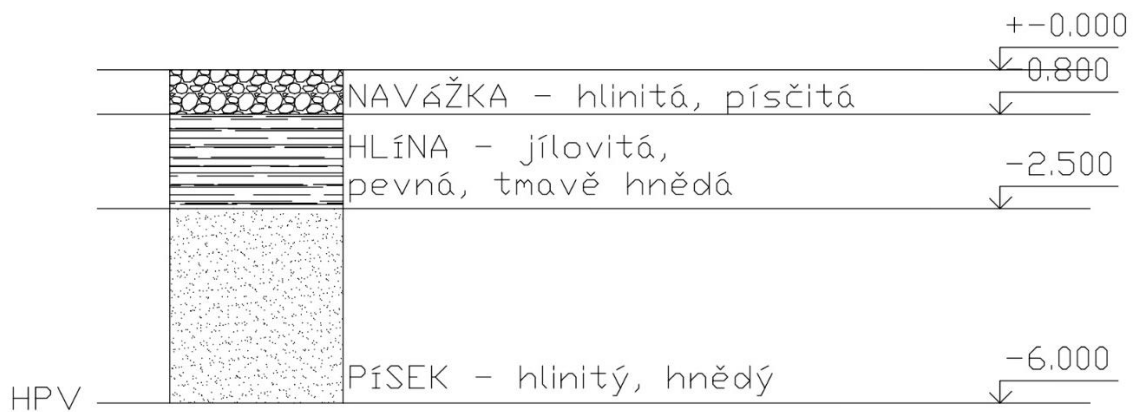 +-0.000
-0.800
NAVÁŽKA - hlinitá, písčitá
HLíNA - jílovitá,
pevná, tmavě hnědá
-2.500
-6.000
PíSEK - hlinitý, hnědý
HPV